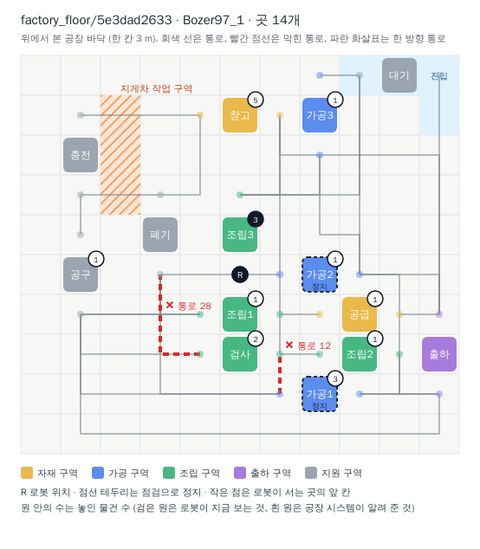 factory_floor/5e3dad2633 · Bozer97_1 · 곳 14개
위에서 본 공장 바닥 (한 칸 3 m). 회색 선은 통로, 빨간 점선은 막힌 통로, 파란 화살표는 한 방향 통로
대기
진입
지게차 작업 구역
창고 5
가공3 1
충전
폐기
조립3 3
공구 1
R
가공2 1
정지
통로 28
조립1 1
공급 1
검사 2
통로 12
조립2 1
출하
가공1 3
정지
자재 구역 가공 구역 조립 구역 출하 구역 지원 구역
R 로봇 위치 · 점선 테두리는 점검으로 정지 · 작은 점은 로봇이 서는 곳의 앞 칸
원 안의 수는 놓인 물건 수 (검은 원은 로봇이 지금 보는 것, 흰 원은 공장 시스템이 알려 준 것)